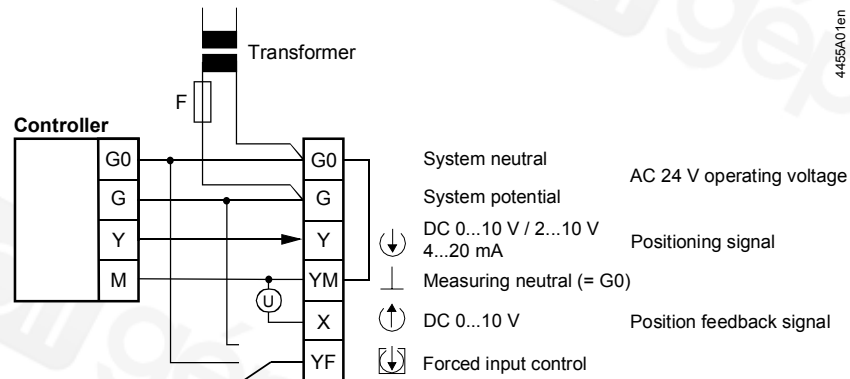 4455A01en
Transformer
F
Controller
G0 G0 System neutral
AC 24 V operating voltage
G G System potential
Y Y DC 0...10 V / 2...10 V
4...20 mA
Positioning signal
M YM Measuring neutral (= G0)
U
X DC 0...10 V Position feedback signal
YF Forced input control